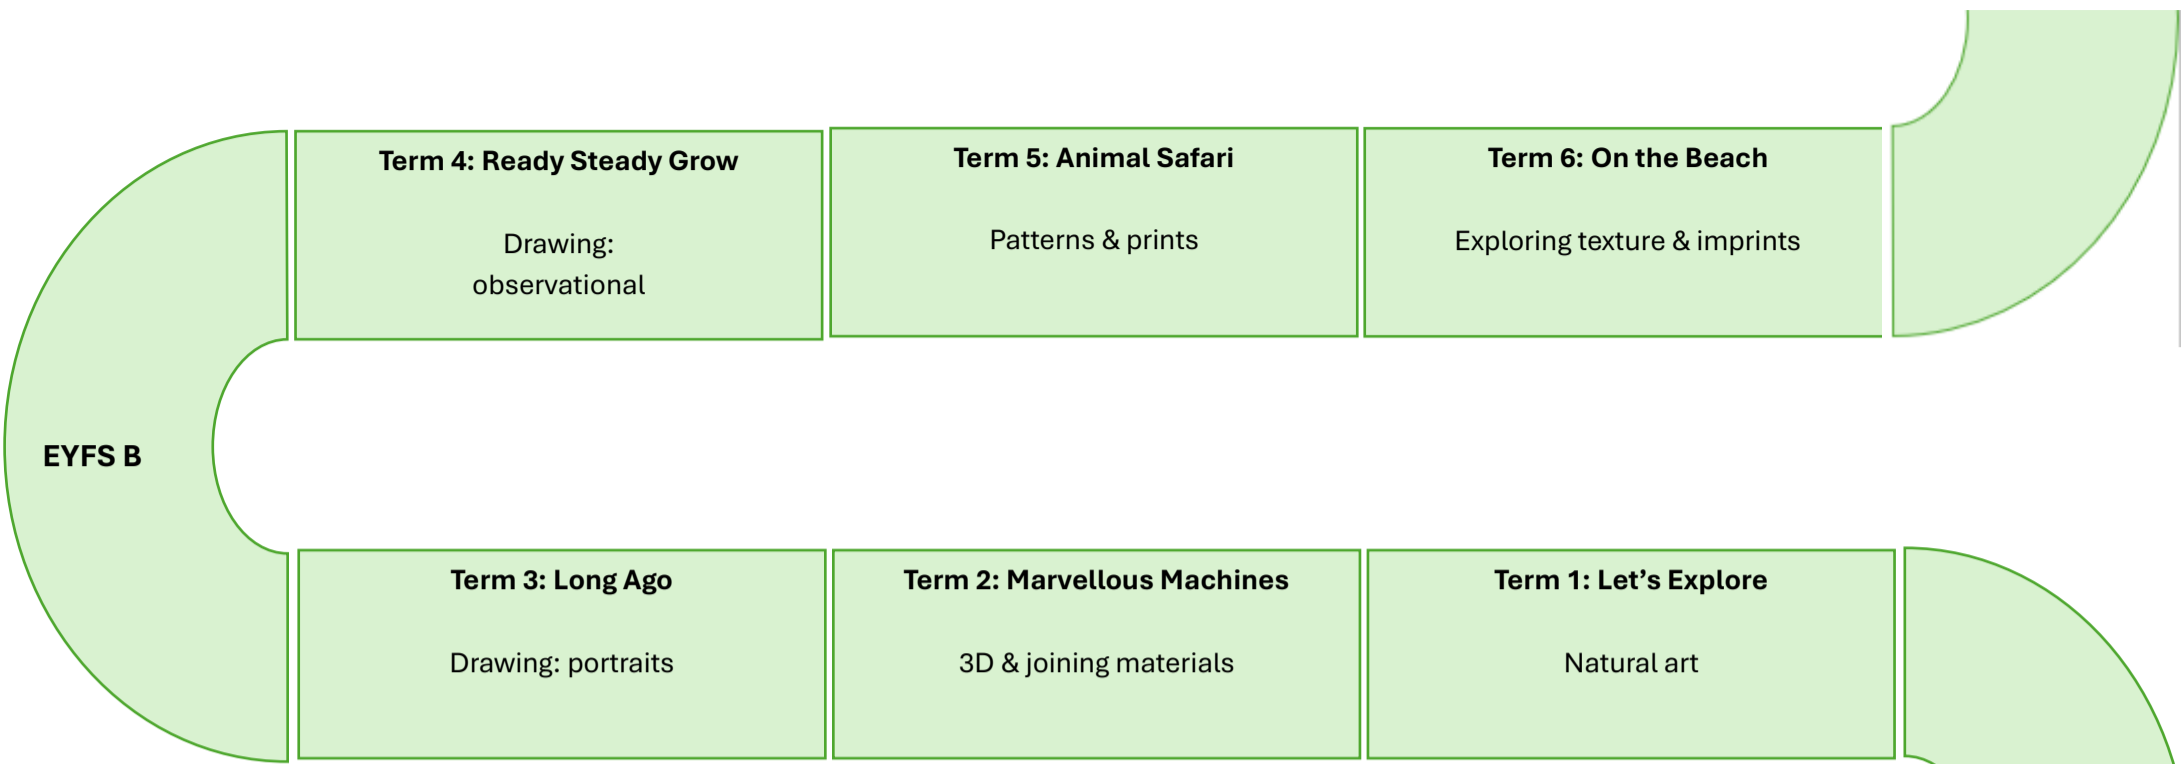 Term 4: Ready Steady Grow
Drawing:
observational
Term 5: Animal Safari
Patterns & prints
Term 6: On the Beach
Exploring texture & imprints
EYFS B
Term 3: Long Ago
Drawing: portraits
Term 2: Marvellous Machines
3D & joining materials
Term 1: Let’s Explore
Natural art